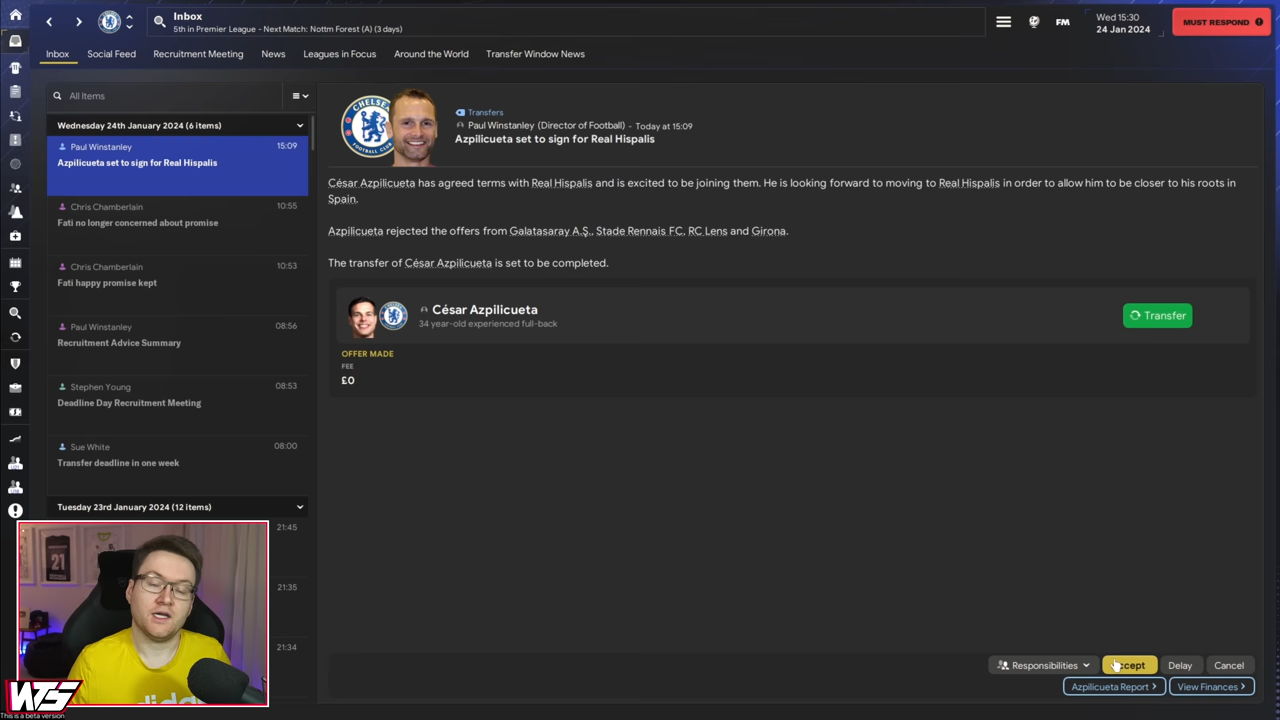 Inbox
5th in Premier League - Next Match: Nottm Forest (A) (3 days)
FM
Wed 15:30
24 Jan 2024
MUST RESPOND
Inbox
Social Feed
Recruitment Meeting
News
Leagues in Focus
Around the World
Transfer Window News
All Items
Wednesday 24th January 2024 (6 items)
Paul Winstanley 15:09
Azpilicueta set to sign for Real Hispalis
Chris Chamberlain 10:55
Fati no longer concerned about promise
Chris Chamberlain 10:53
Fati happy promise kept
Paul Winstanley 08:56
Recruitment Advice Summary
Stephen Young 08:53
Deadline Day Recruitment Meeting
Sue White 08:00
Transfer deadline in one week
Tuesday 23rd January 2024 (12 items)
21:45
21:35
21:34
Transfers
Paul Winstanley (Director of Football) - Today at 15:09
Azpilicueta set to sign for Real Hispalis
César Azpilicueta has agreed terms with Real Hispalis and is excited to be joining them. He is looking forward to moving to Real Hispalis in order to allow him to be closer to his roots in
Spain.
Azpilicueta rejected the offers from Galatasaray A.Ş., Stade Rennais FC, RC Lens and Girona.
The transfer of César Azpilicueta is set to be completed.
César Azpilicueta
34 year-old experienced full-back
Transfer
OFFER MADE
FEE
£0
Responsibilities
Delay
Cancel
Azpilicueta Report
View Finances
21
WTS
This is a beta version